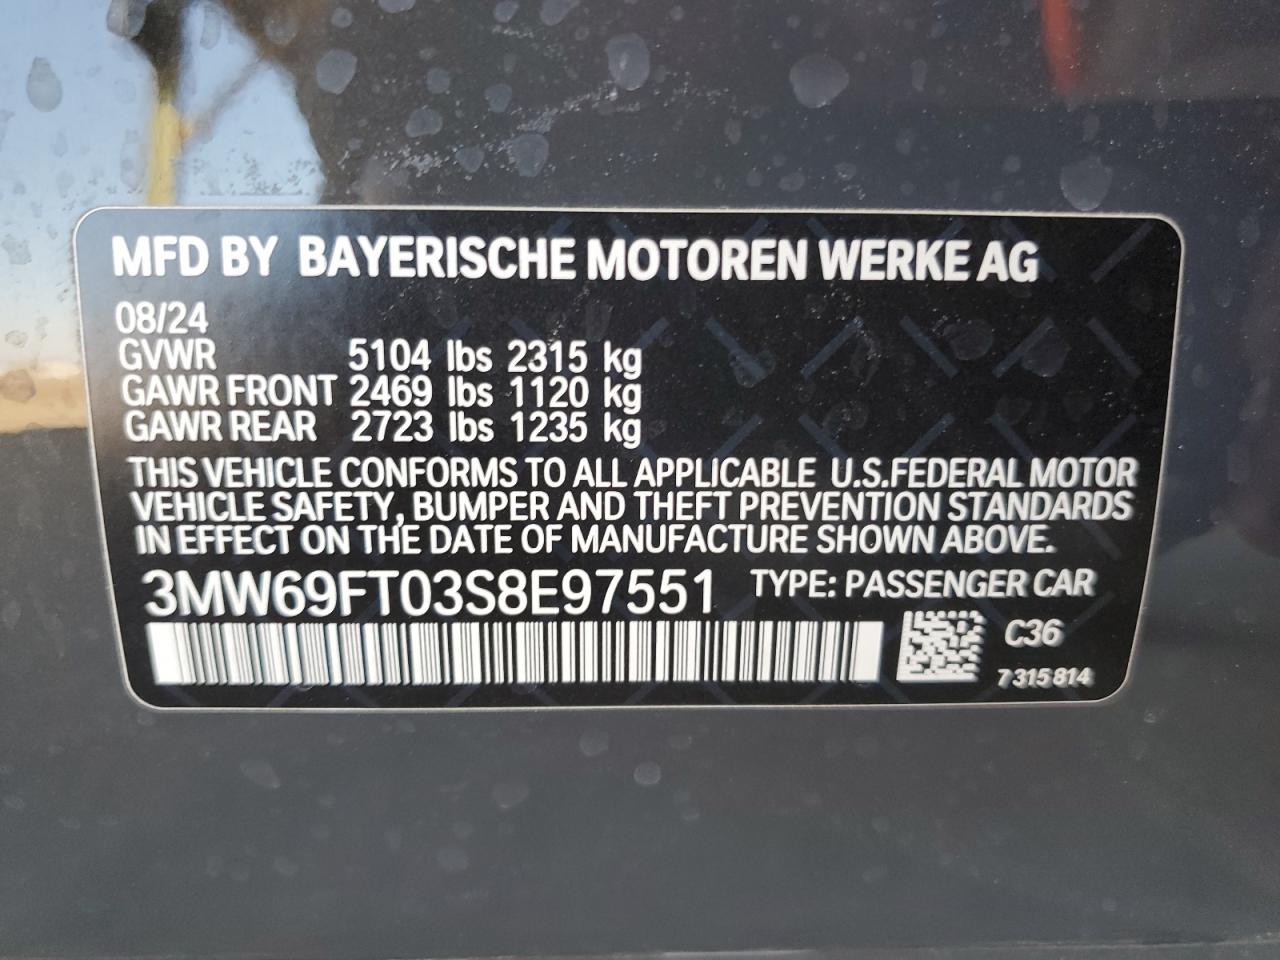 MFD BY BAYERISCHE MOTOREN WERKE AG
08/24
GVWR 5104 lbs 2315 kg
GAWR FRONT 2469 lbs 1120 kg
GAWR REAR 2723 lbs 1235 kg
THIS VEHICLE CONFORMS TO ALL APPLICABLE U.S.FEDERAL MOTOR
VEHICLE SAFETY, BUMPER AND THEFT PREVENTION STANDARDS
IN EFFECT ON THE DATE OF MANUFACTURE SHOWN ABOVE.
3MW69FT03S8E97551 TYPE: PASSENGER CAR
C36
7 315 814